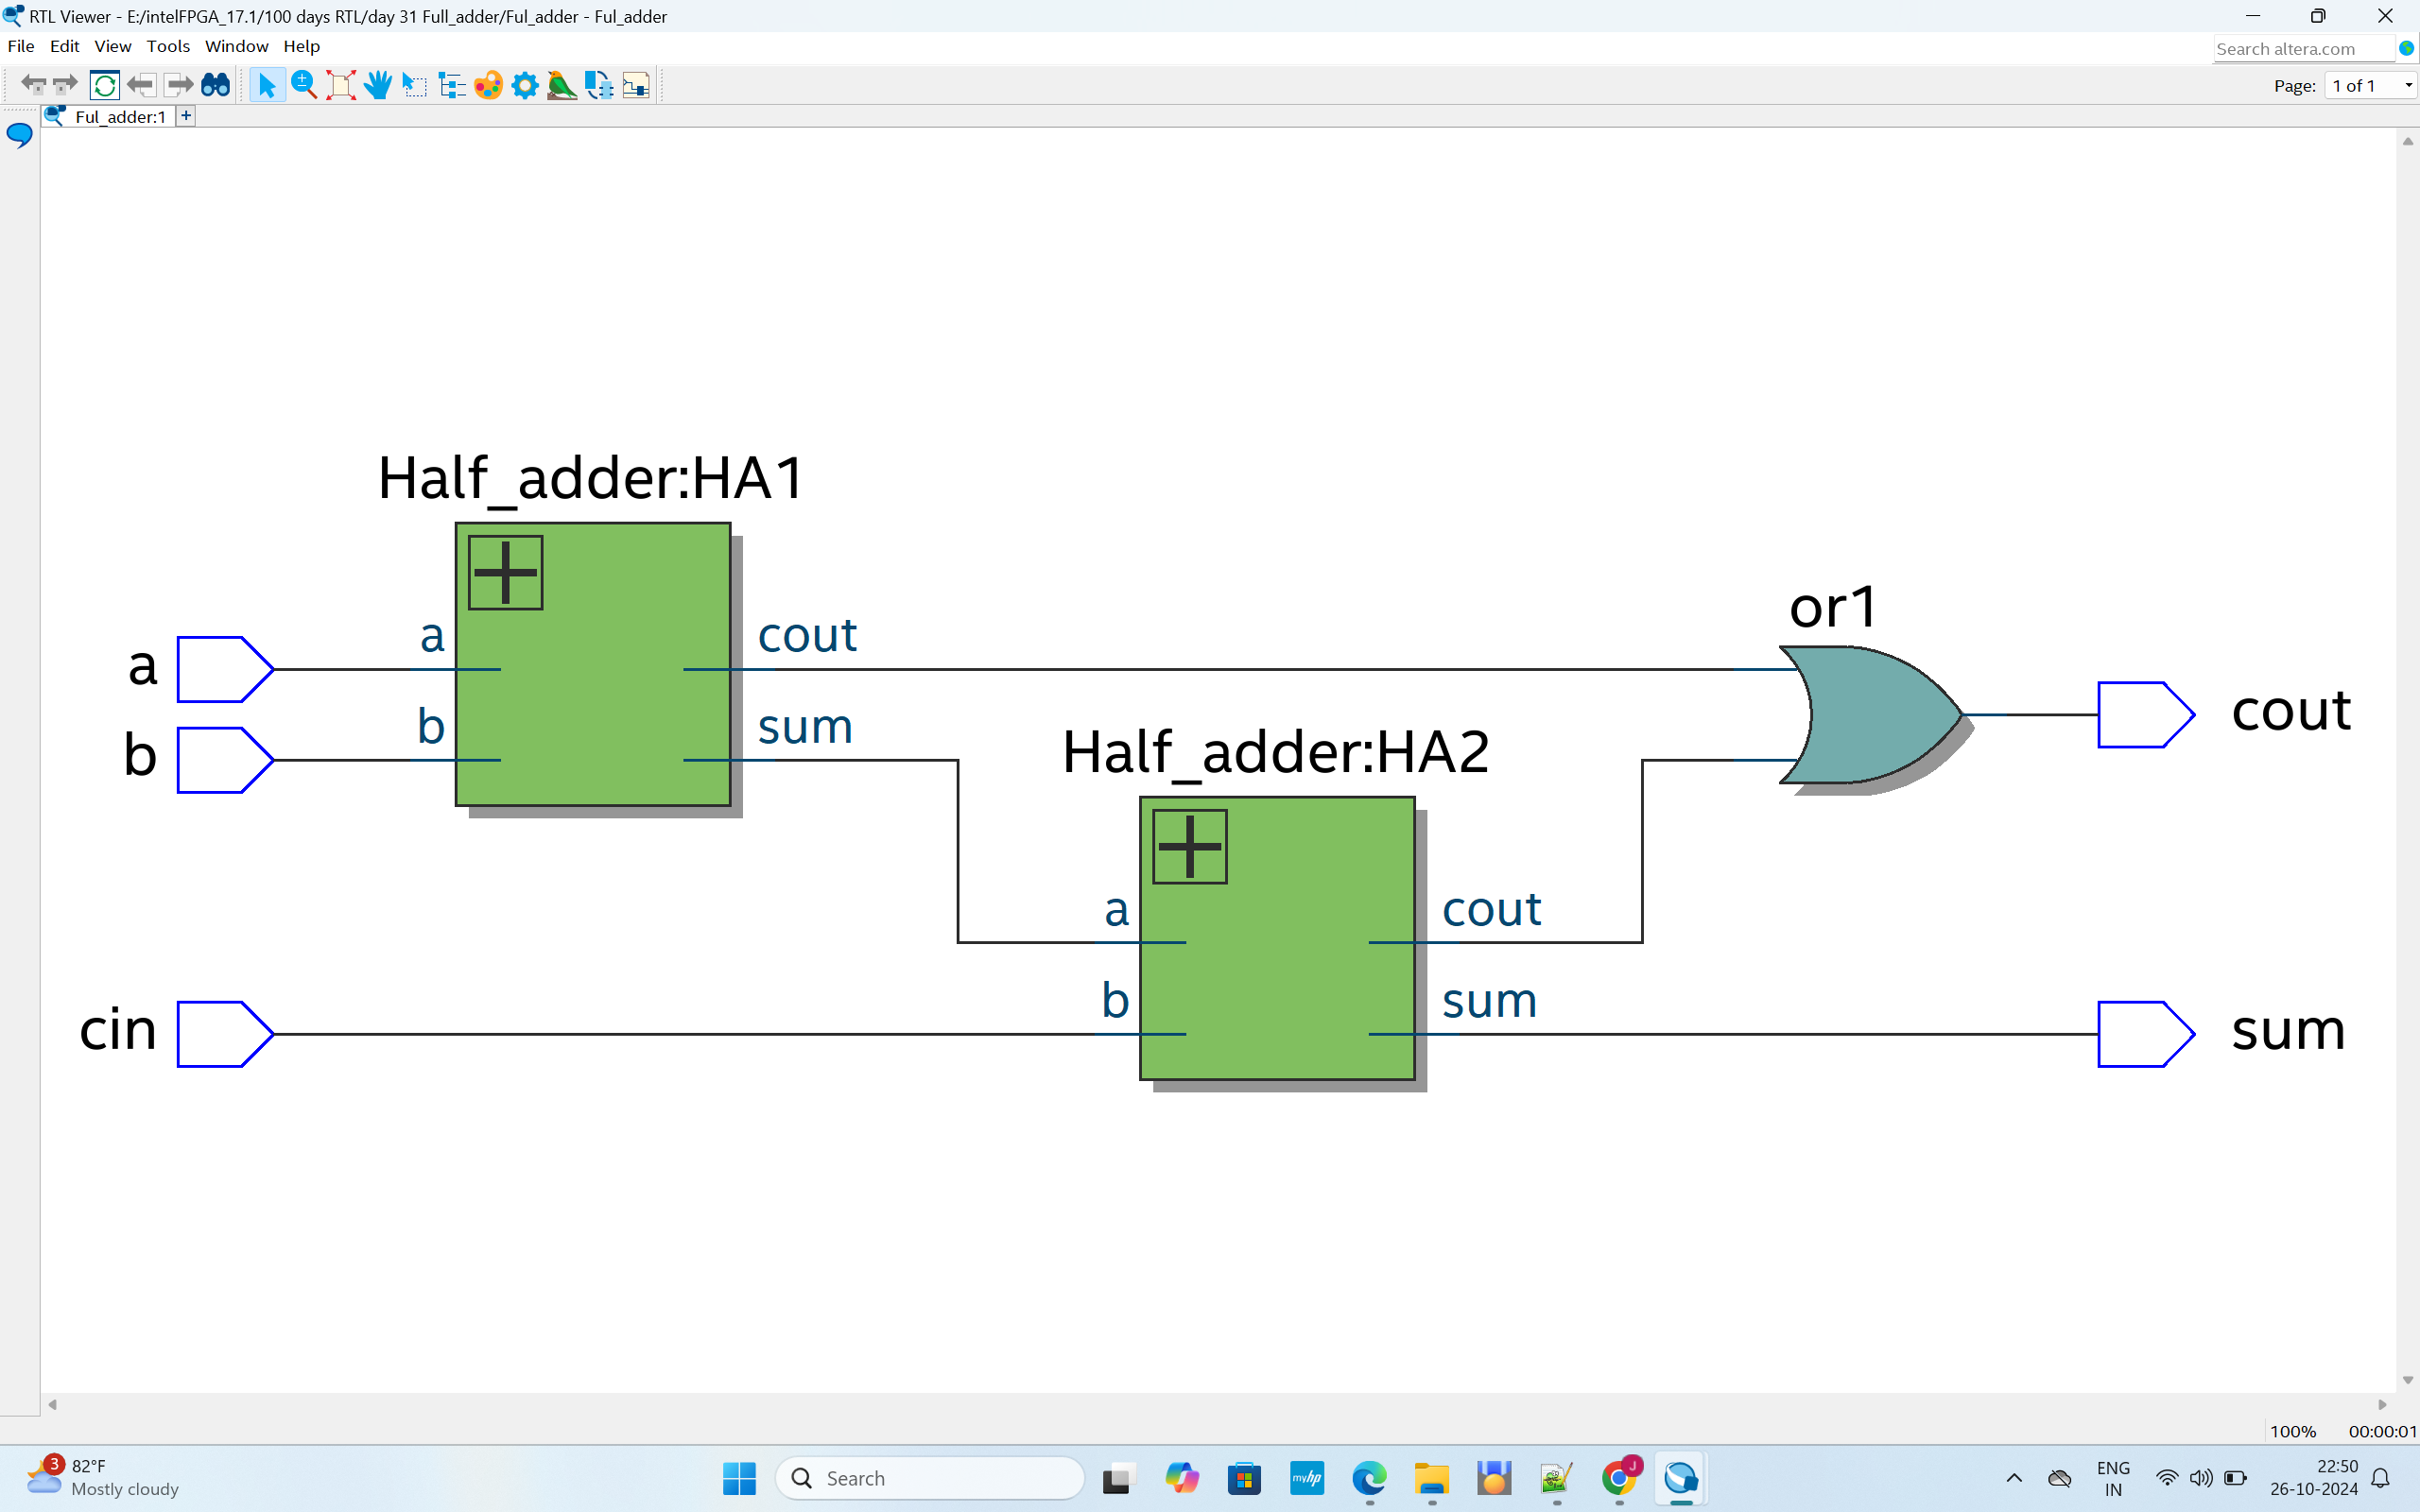 RTL Viewer - E:/intelFPGA_17.1/100 days RTL/day 31 Full_adder/Ful_adder - Ful_adder
File Edit View Tools Window Help
Search altera.com
Page: 1 of 1
Ful_adder:1 +
Half_adder:HA1
or1
a a cout
cout
b b sum
Half_adder:HA2
a cout
cin b sum sum
100% 00:00:01
3 82°F
Mostly cloudy
Search
myhp
J
ENG
IN
22:50
26-10-2024